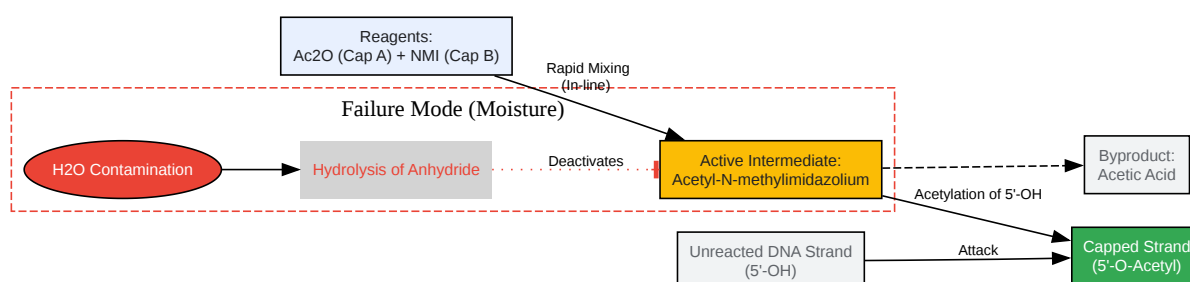 Reagents:
Ac2O (Cap A) + NMI (Cap B)
Rapid Mixing
(In-line)
Failure Mode (Moisture)
H2O Contamination
Hydrolysis of Anhydride
Deactivates
Active Intermediate:
Acetyl-N-methylimidazolium
Byproduct:
Acetic Acid
Acetylation of 5'-OH
Unreacted DNA Strand
(5'-OH)
Attack
Capped Strand
(5'-O-Acetyl)